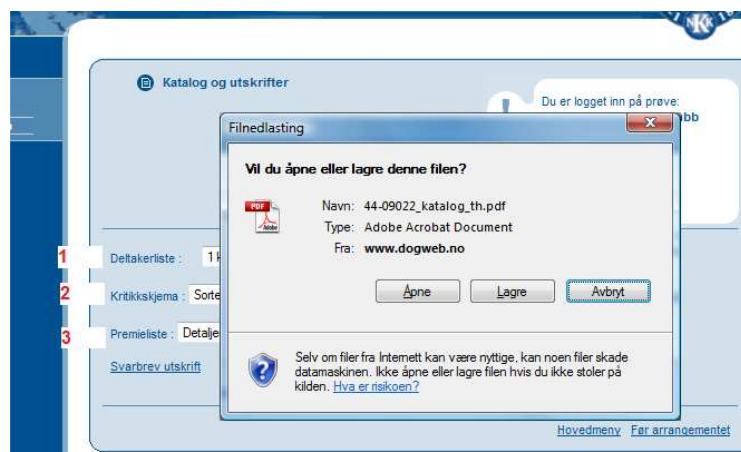 NKK
Katalog og utskrifter
Du er logget inn på prøve:
Filnedlasting
Vil du åpne eller lagre denne filen?
PDF
Adobe
Navn: 44-09022_katalog_th.pdf
Type: Adobe Acrobat Document
Fra: www.dogweb.no
1 Deltakerliste :
2 Kritikkskjema :
3 Premieliste :
Åpne Lagre Avbryt
Svarbrev utskrift
Selv om filer fra Internett kan være nyttige, kan noen filer skade
datamaskinen. Ikke åpne eller lagre filen hvis du ikke stoler på
kilden. Hva er risikoen?
Hovedmeny Før arrangementet